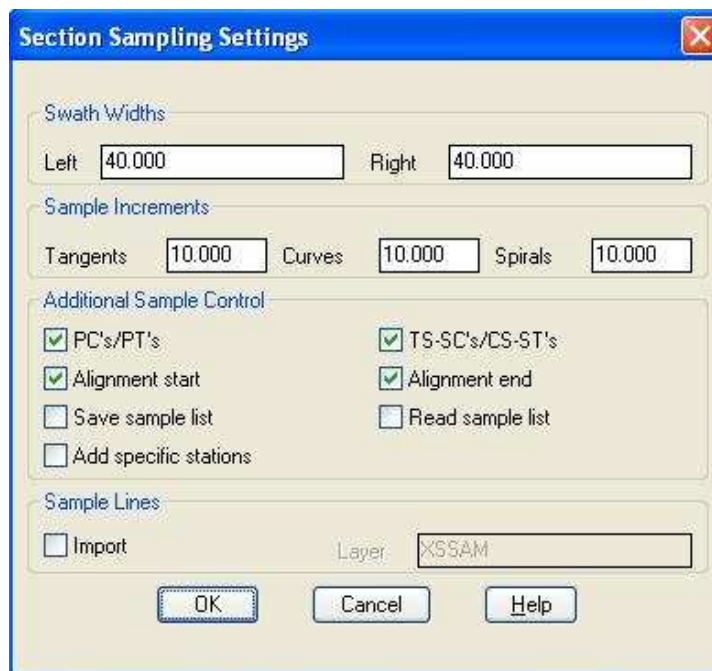 Section Sampling Settings
Swath Widths
Left 40.000 Right 40.000
Sample Increments
Tangents 10.000 Curves 10.000 Spirals 10.000
Additional Sample Control
PC's/PT's TS-SC's/CS-ST's
Alignment start Alignment end
Save sample list Read sample list
Add specific stations
Sample Lines
Import Layer XSSAM
OK Cancel Help